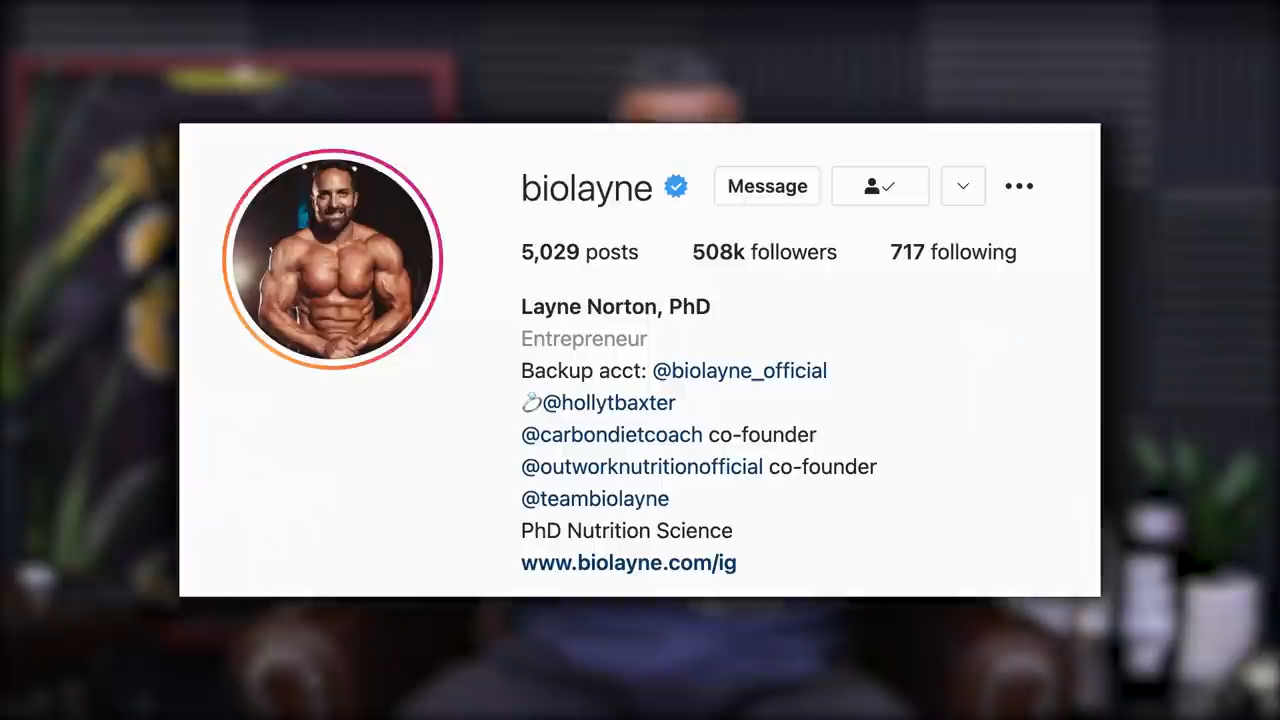 biolayne Message
5,029 posts 508k followers 717 following
Layne Norton, PhD
Entrepreneur
Backup acct: @biolayne_official
💍@hollytbaxter
@carbondietcoach co-founder
@outworknutritionofficial co-founder
@teambiolayne
PhD Nutrition Science
www.biolayne.com/ig